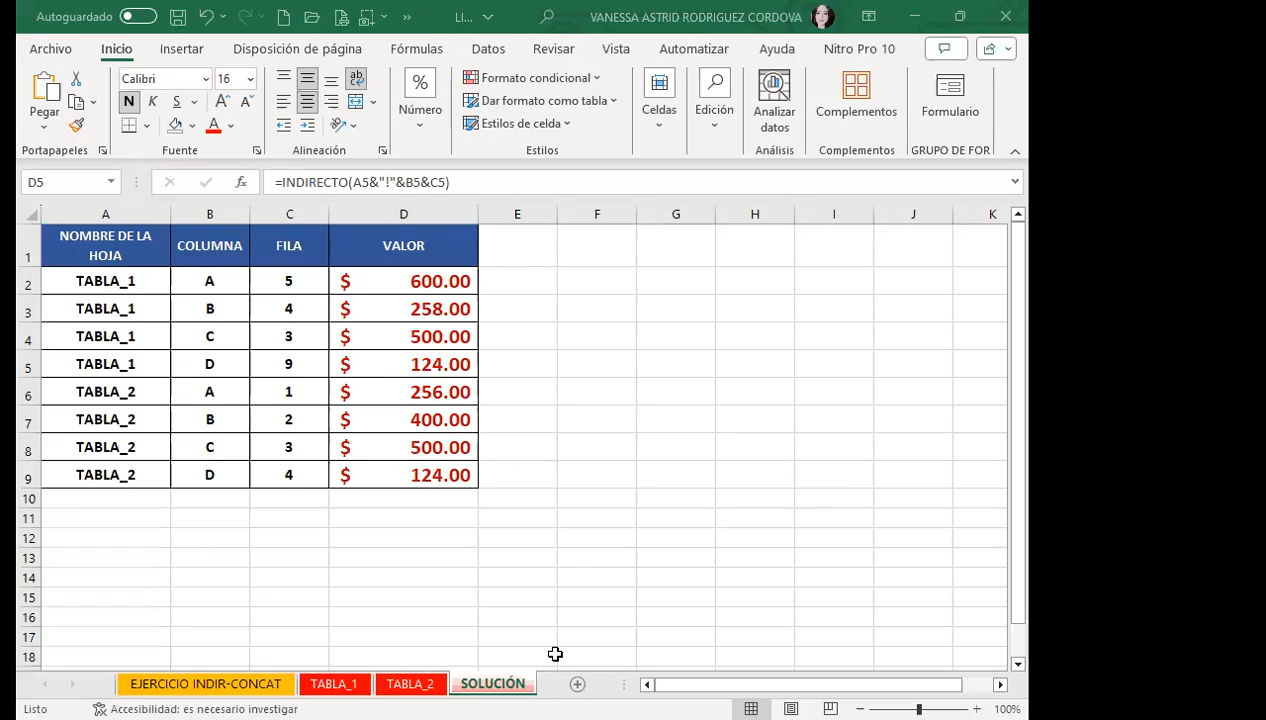 Autoguardado
LI...
VANESSA ASTRID RODRIGUEZ CORDOVA
Archivo Inicio Insertar Disposición de página Fórmulas Datos Revisar Vista Automatizar Ayuda Nitro Pro 10
Pegar
Calibri 16
N K S
ab
Número
Formato condicional
Dar formato como tabla
Estilos de celda
Celdas
Edición
Analizar
datos
Complementos
Formulario
Portapapeles Fuente Alineación Estilos Análisis Complementos GRUPO DE FOR
D5 fx =INDIRECTO(A5&"!"&B5&C5)
A B C D E F G H I J K
1 NOMBRE DE LA HOJA COLUMNA FILA VALOR
2 TABLA_1 A 5 $ 600.00
3 TABLA_1 B 4 $ 258.00
4 TABLA_1 C 3 $ 500.00
5 TABLA_1 D 9 $ 124.00
6 TABLA_2 A 1 $ 256.00
7 TABLA_2 B 2 $ 400.00
8 TABLA_2 C 3 $ 500.00
9 TABLA_2 D 4 $ 124.00
10
11
12
13
14
15
16
17
18
EJERCICIO INDIR-CONCAT TABLA_1 TABLA_2 SOLUCIÓN
Listo Accesibilidad: es necesario investigar 100%